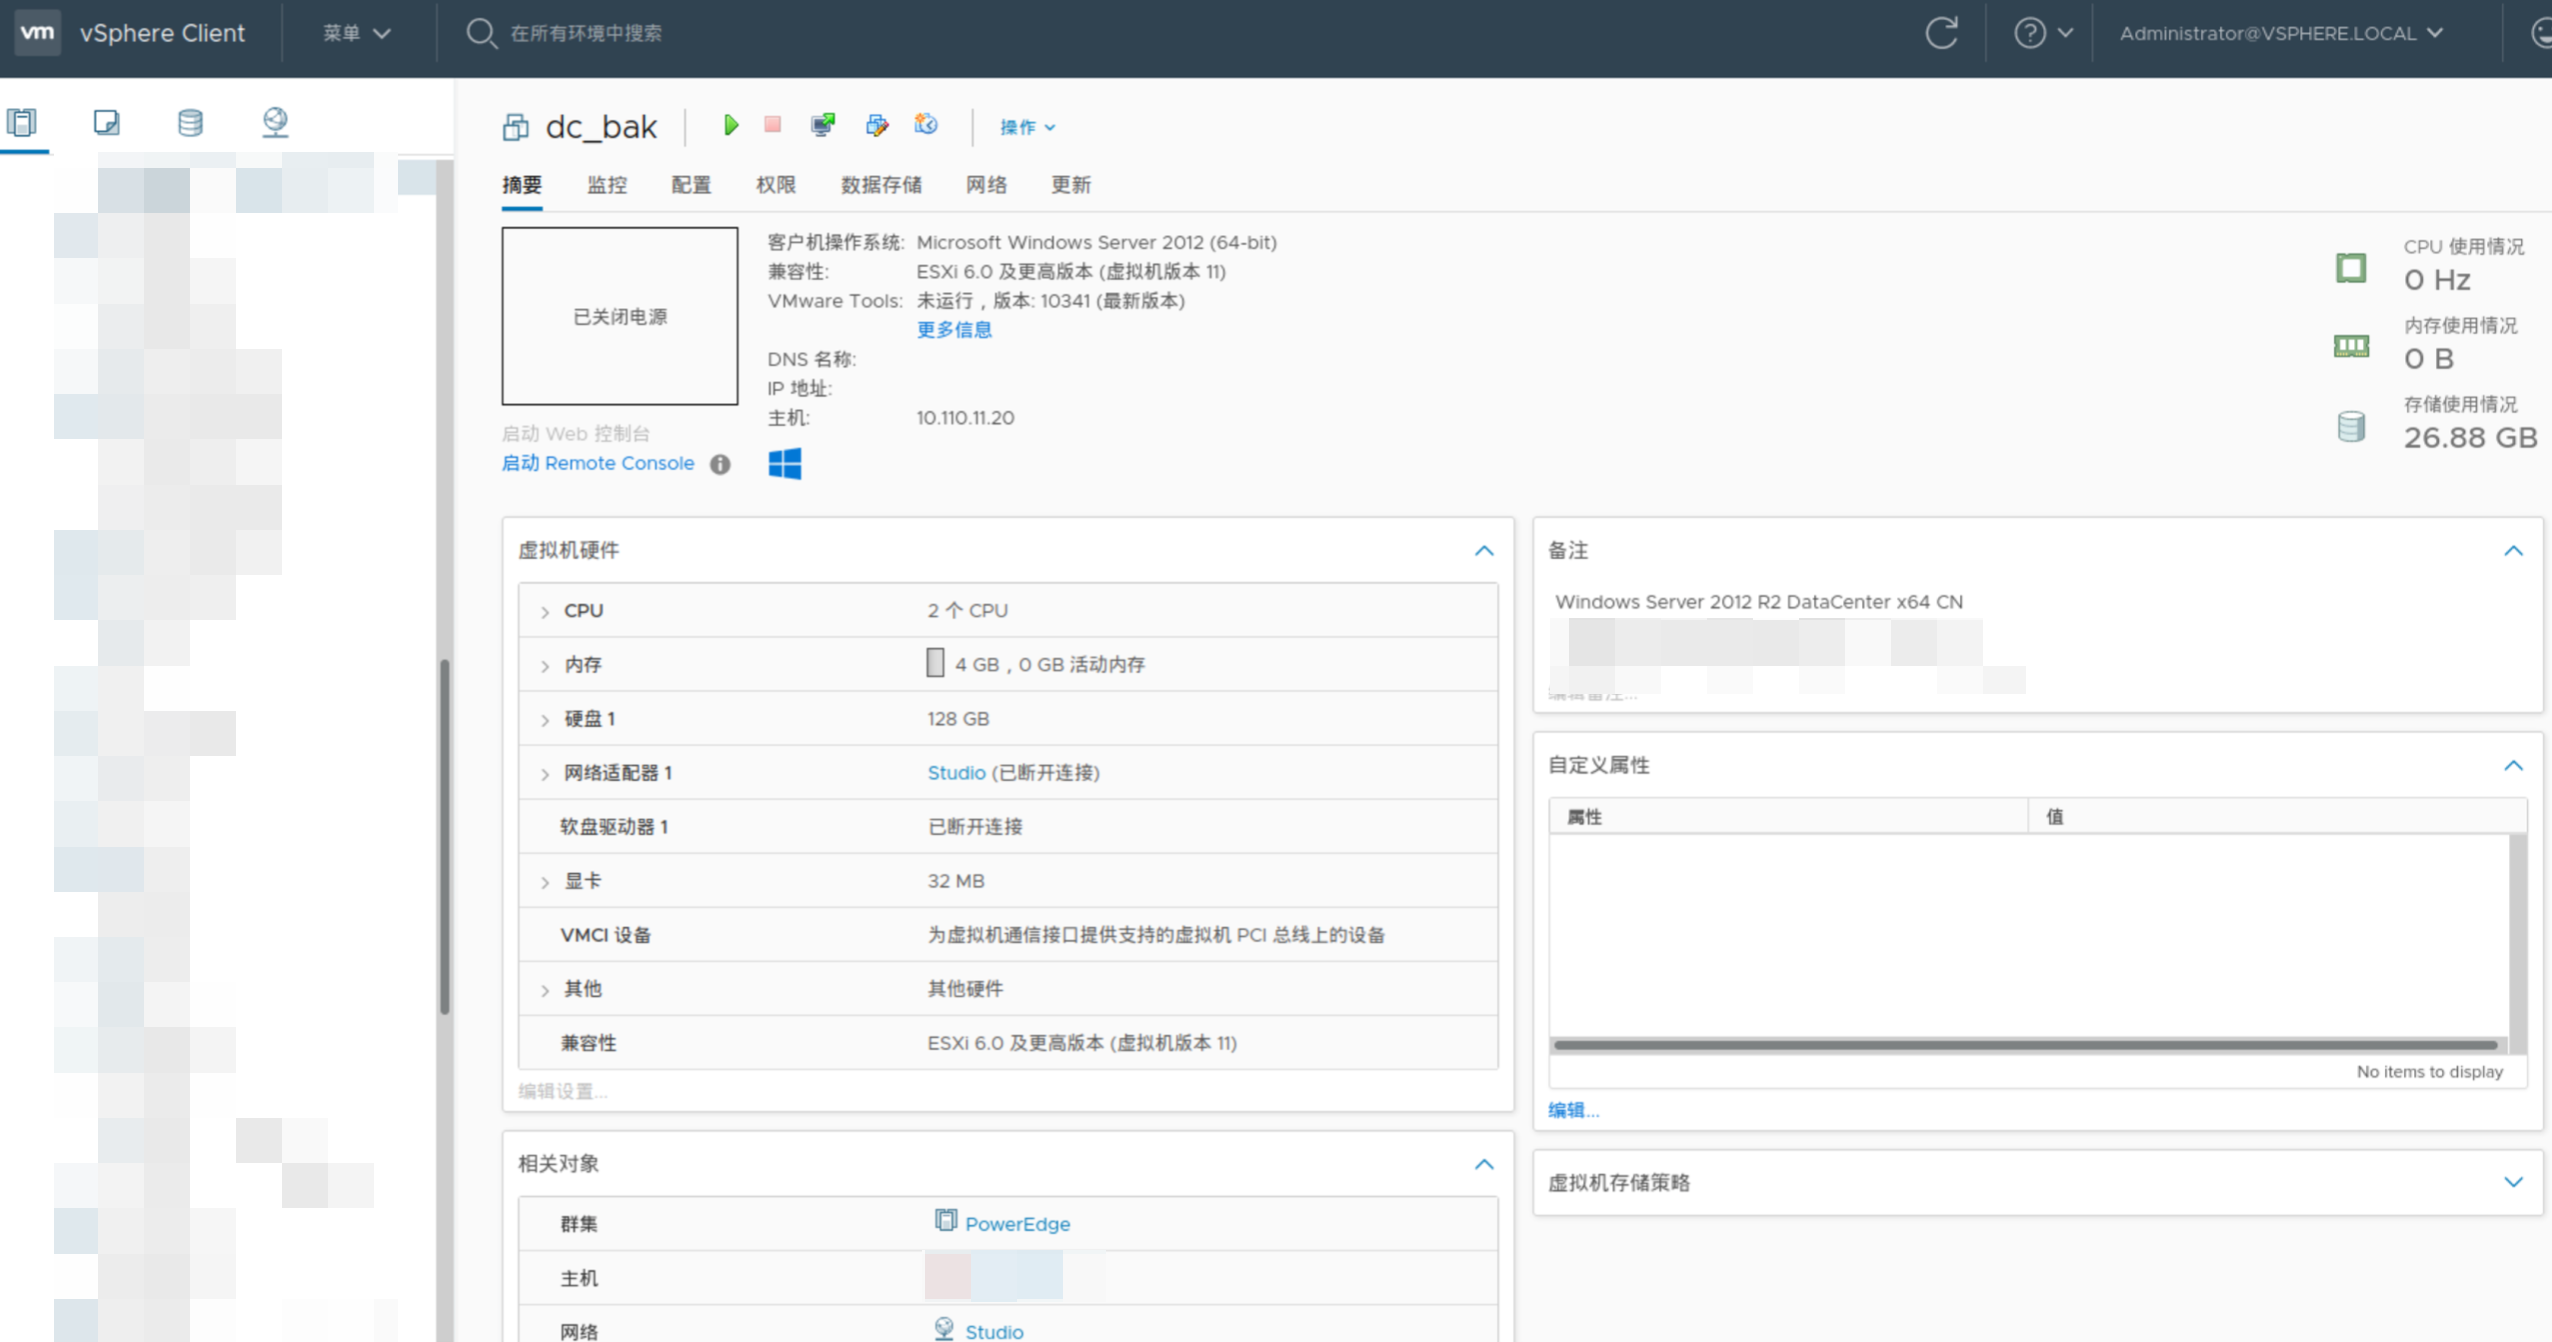 vm vSphere Client 菜单 在所有环境中搜索 Administrator@VSPHERE.LOCAL
dc_bak 操作
摘要 监控 配置 权限 数据存储 网络 更新
已关闭电源
启动 Web 控制台
启动 Remote Console
客户机操作系统: Microsoft Windows Server 2012 (64-bit)
兼容性: ESXi 6.0 及更高版本 (虚拟机版本 11)
VMware Tools: 未运行，版本: 10341 (最新版本)
更多信息
DNS 名称:
IP 地址:
主机: 10.110.11.20
CPU 使用情况
0 Hz
内存使用情况
0 B
存储使用情况
26.88 GB
虚拟机硬件
CPU 2 个 CPU
内存 4 GB，0 GB 活动内存
硬盘 1 128 GB
网络适配器 1 Studio (已断开连接)
软盘驱动器 1 已断开连接
显卡 32 MB
VMCI 设备 为虚拟机通信接口提供支持的虚拟机 PCI 总线上的设备
其他 其他硬件
兼容性 ESXi 6.0 及更高版本 (虚拟机版本 11)
编辑设置...
相关对象
群集 PowerEdge
主机
网络 Studio
备注
Windows Server 2012 R2 DataCenter x64 CN
编辑备注...
自定义属性
属性 值
No items to display
编辑...
虚拟机存储策略